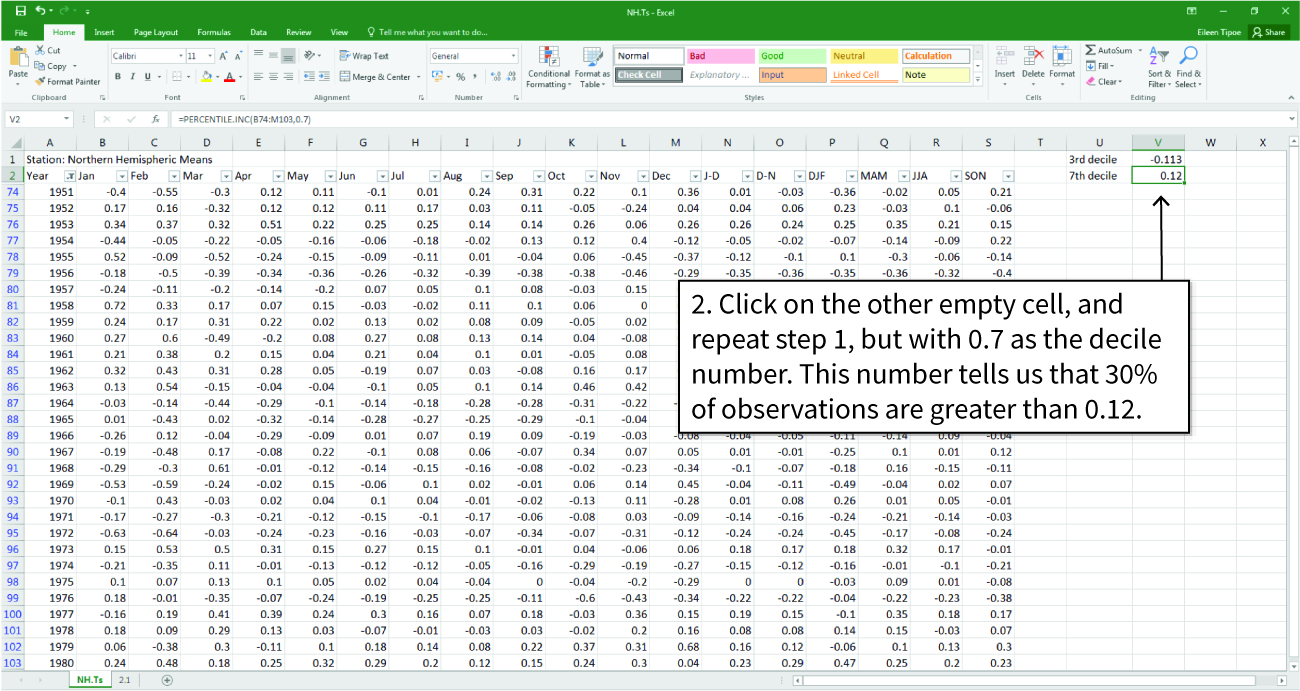 NH.Ts - Excel
File Home Insert Page Layout Formulas Data Review View Tell me what you want to do... Eileen Tipoe Share
Paste Cut Copy Format Painter Clipboard
Calibri 11 A A B I U A Font
Wrap Text Merge & Center Alignment
General % Number
Conditional Formatting Format as Table
Normal Bad Good Neutral Calculation
Check Cell Explanatory ... Input Linked Cell Note
Styles
Insert Delete Format Cells
AutoSum Fill Clear Sort & Filter Find & Select Editing
V2 fx =PERCENTILE.INC(B74:M103,0.7)
A B C D E F G H I J K L M N O P Q R S T U V W X
1 Station: Northern Hemispheric Means 3rd decile -0.113
2 Year Jan Feb Mar Apr May Jun Jul Aug Sep Oct Nov Dec J-D D-N DJF MAM JJA SON 7th decile 0.12
74 1951 -0.4 -0.55 -0.3 0.12 0.11 -0.1 0.01 0.24 0.31 0.22 0.1 0.36 0.01 -0.03 -0.36 -0.02 0.05 0.21
75 1952 0.17 0.16 -0.32 0.12 0.12 0.11 0.17 0.03 0.11 -0.05 -0.24 0.04 0.04 0.06 0.23 -0.03 0.1 -0.06
76 1953 0.34 0.37 0.32 0.51 0.22 0.25 0.25 0.14 0.14 0.26 0.06 0.26 0.26 0.24 0.25 0.35 0.21 0.15
77 1954 -0.44 -0.05 -0.22 -0.05 -0.16 -0.06 -0.18 -0.02 0.13 0.12 0.4 -0.12 -0.05 -0.02 -0.07 -0.14 -0.09 0.22
78 1955 0.52 -0.09 -0.52 -0.24 -0.15 -0.09 -0.11 0.01 -0.04 0.06 -0.45 -0.37 -0.12 -0.1 0.1 -0.3 -0.06 -0.14
79 1956 -0.18 -0.5 -0.39 -0.34 -0.36 -0.26 -0.32 -0.39 -0.38 -0.38 -0.46 -0.29 -0.35 -0.36 -0.35 -0.36 -0.32 -0.4
80 1957 -0.24 -0.11 -0.2 -0.14 -0.2 0.07 0.05 0.1 0.08 -0.03 0.15
81 1958 0.72 0.33 0.17 0.07 0.15 -0.03 -0.02 0.11 0.1 0.06 0
82 1959 0.24 0.17 0.31 0.22 0.02 0.13 0.02 0.08 0.09 -0.05 0.02
83 1960 0.27 0.6 -0.49 -0.2 0.08 0.27 0.08 0.13 0.14 0.04 -0.08
84 1961 0.21 0.38 0.2 0.15 0.04 0.21 0.04 0.1 0.01 -0.05 0.08
85 1962 0.32 0.43 0.31 0.28 0.05 -0.19 0.07 0.03 -0.08 0.16 0.17
86 1963 0.13 0.54 -0.15 -0.04 -0.04 -0.1 0.05 0.1 0.14 0.46 0.42
87 1964 -0.03 -0.14 -0.44 -0.29 -0.1 -0.14 -0.18 -0.28 -0.28 -0.31 -0.22
88 1965 0.01 -0.43 0.02 -0.32 -0.14 -0.28 -0.27 -0.25 -0.29 -0.1 -0.04
2. Click on the other empty cell, and
repeat step 1, but with 0.7 as the decile
number. This number tells us that 30%
of observations are greater than 0.12.
89 1966 -0.26 0.12 -0.04 -0.29 -0.09 0.01 0.07 0.19 0.09 -0.19 -0.03 -0.08 -0.04 -0.05 -0.11 -0.14 0.09 -0.04
90 1967 -0.19 -0.48 0.17 -0.08 0.22 -0.1 0.08 0.06 -0.07 0.34 0.07 0.05 0.01 -0.01 -0.25 0.1 0.01 0.12
91 1968 -0.29 -0.3 0.61 -0.01 -0.12 -0.14 -0.15 -0.16 -0.08 -0.02 -0.23 -0.34 -0.1 -0.07 -0.18 0.16 -0.15 -0.11
92 1969 -0.53 -0.59 -0.24 -0.02 0.15 -0.06 0.1 0.02 -0.01 0.06 0.14 0.45 -0.04 -0.11 -0.49 -0.04 0.02 0.07
93 1970 -0.1 0.43 -0.03 0.02 0.04 0.1 0.04 -0.01 -0.02 -0.13 0.11 -0.28 0.01 0.08 0.26 0.01 0.05 -0.01
94 1971 -0.17 -0.27 -0.3 -0.21 -0.12 -0.15 -0.1 -0.17 -0.06 -0.08 0.03 -0.09 -0.14 -0.16 -0.24 -0.21 -0.14 -0.03
95 1972 -0.63 -0.64 -0.03 -0.24 -0.23 -0.16 -0.03 -0.07 -0.34 -0.07 -0.31 -0.12 -0.24 -0.24 -0.45 -0.17 -0.08 -0.24
96 1973 0.15 0.53 0.5 0.31 0.15 0.27 0.15 0.1 -0.01 0.04 -0.06 0.06 0.18 0.17 0.18 0.32 0.17 -0.01
97 1974 -0.21 -0.35 0.11 -0.01 -0.13 -0.12 -0.12 -0.05 -0.16 -0.29 -0.19 -0.27 -0.15 -0.12 -0.16 -0.01 -0.1 -0.21
98 1975 0.1 0.07 0.13 0.1 0.05 0.02 0.04 -0.04 0 -0.04 -0.2 -0.29 0 0 -0.03 0.09 0.01 -0.08
99 1976 0.18 -0.01 -0.35 -0.07 -0.24 -0.19 -0.25 -0.25 -0.11 -0.6 -0.43 -0.34 -0.22 -0.22 -0.04 -0.22 -0.23 -0.38
100 1977 -0.16 0.19 0.41 0.39 0.24 0.3 0.16 0.07 0.18 -0.03 0.36 0.15 0.19 0.15 -0.1 0.35 0.18 0.17
101 1978 0.18 0.09 0.29 0.13 0.03 -0.07 -0.01 -0.03 0.03 -0.02 0.2 0.16 0.08 0.08 0.14 0.15 -0.03 0.07
102 1979 0.06 -0.38 0.3 -0.11 0.1 0.18 0.14 0.08 0.22 0.37 0.31 0.68 0.16 0.12 -0.06 0.1 0.13 0.3
103 1980 0.24 0.48 0.18 0.25 0.32 0.29 0.2 0.12 0.15 0.24 0.3 0.04 0.23 0.29 0.47 0.25 0.2 0.23
NH.Ts 2.1